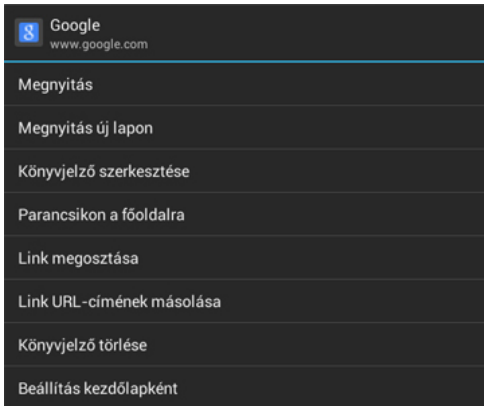 Google
www.google.com
Megnyitás
Megnyitás új lapon
Könyvjelző szerkesztése
Parancsikon a főoldalra
Link megosztása
Link URL-címének másolása
Könyvjelző törlése
Beállítás kezdőlapként